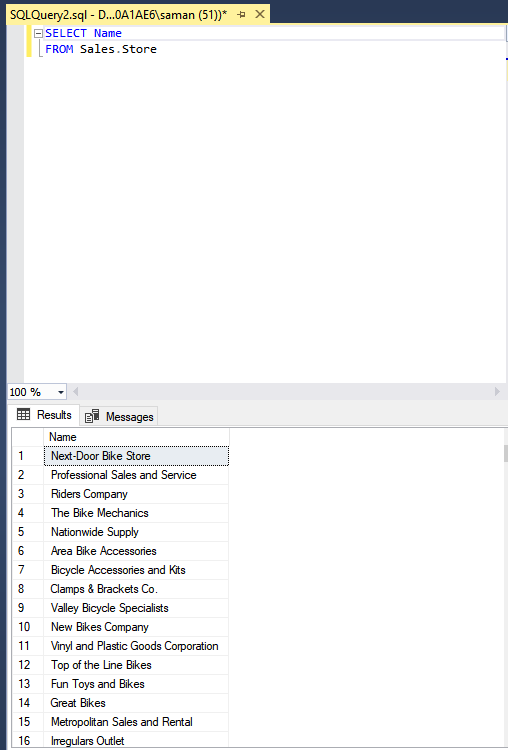 SQLQuery2.sql - D...0A1AE6\saman (51))*
SELECT Name
FROM Sales.Store
100 %
Results Messages
Name
1 Next-Door Bike Store
2 Professional Sales and Service
3 Riders Company
4 The Bike Mechanics
5 Nationwide Supply
6 Area Bike Accessories
7 Bicycle Accessories and Kits
8 Clamps & Brackets Co.
9 Valley Bicycle Specialists
10 New Bikes Company
11 Vinyl and Plastic Goods Corporation
12 Top of the Line Bikes
13 Fun Toys and Bikes
14 Great Bikes
15 Metropolitan Sales and Rental
16 Irregulars Outlet